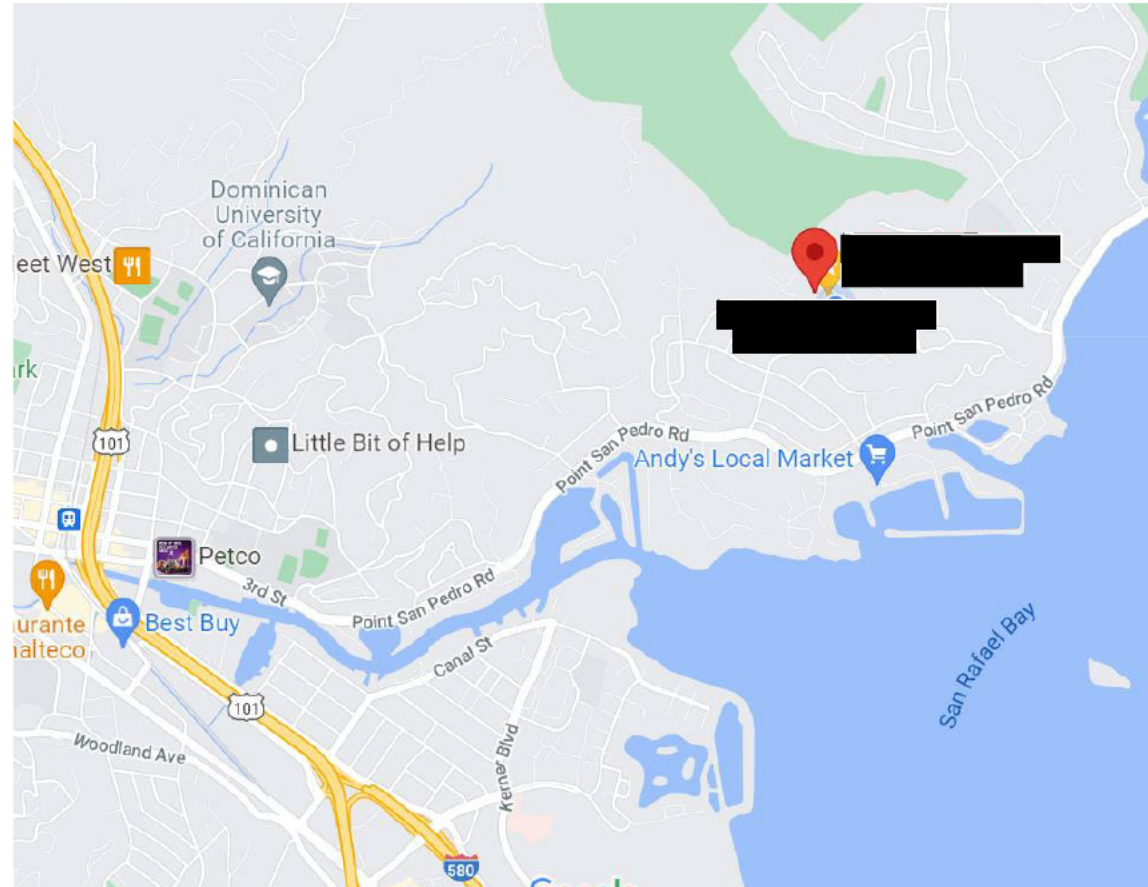 Dominican
University
of California
eet West
rk
101
Little Bit of Help
Point San Pedro Rd
Andy's Local Market
Point San Pedro Rd
Petco
3rd St
Point San Pedro Rd
urante
alteco
Best Buy
Canal St
101
Woodland Ave
Kerner Blvd
San Rafael Bay
580